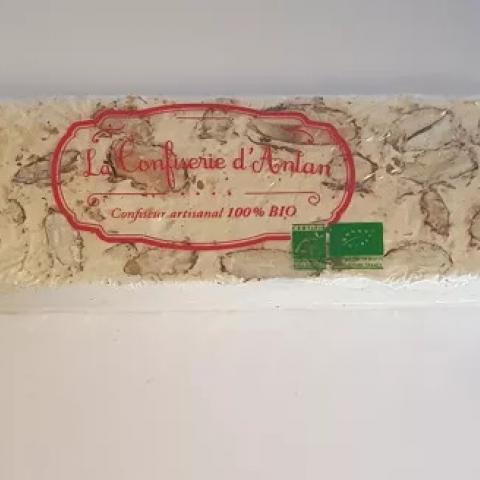 La Confiserie d'Antan
Confiseur artisanal 100% BIO